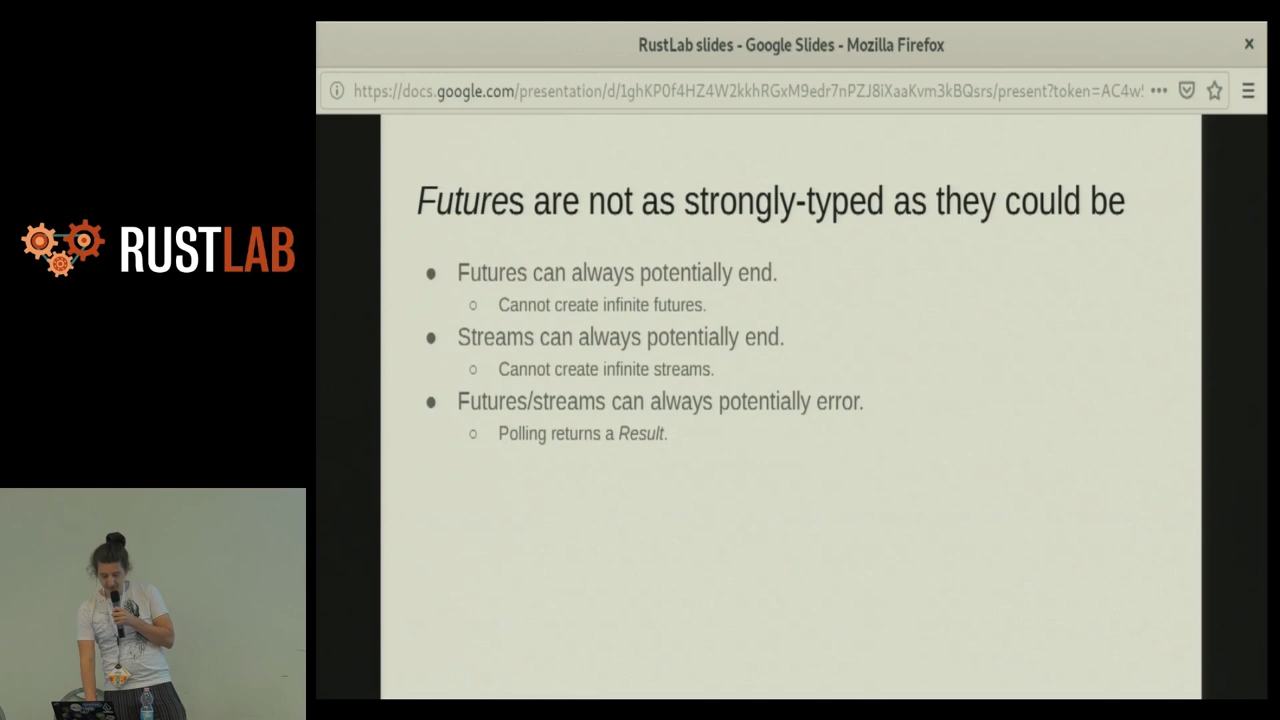 RustLab slides - Google Slides - Mozilla Firefox
https://docs.google.com/presentation/d/1ghKP0f4HZ4W2kkhRGxM9edr7nPZJ8iXaaKvm3kBQsrs/present?token=AC4w
Futures are not as strongly-typed as they could be
RUSTLAB
● Futures can always potentially end.
○ Cannot create infinite futures.
● Streams can always potentially end.
○ Cannot create infinite streams.
● Futures/streams can always potentially error.
○ Polling returns a Result.